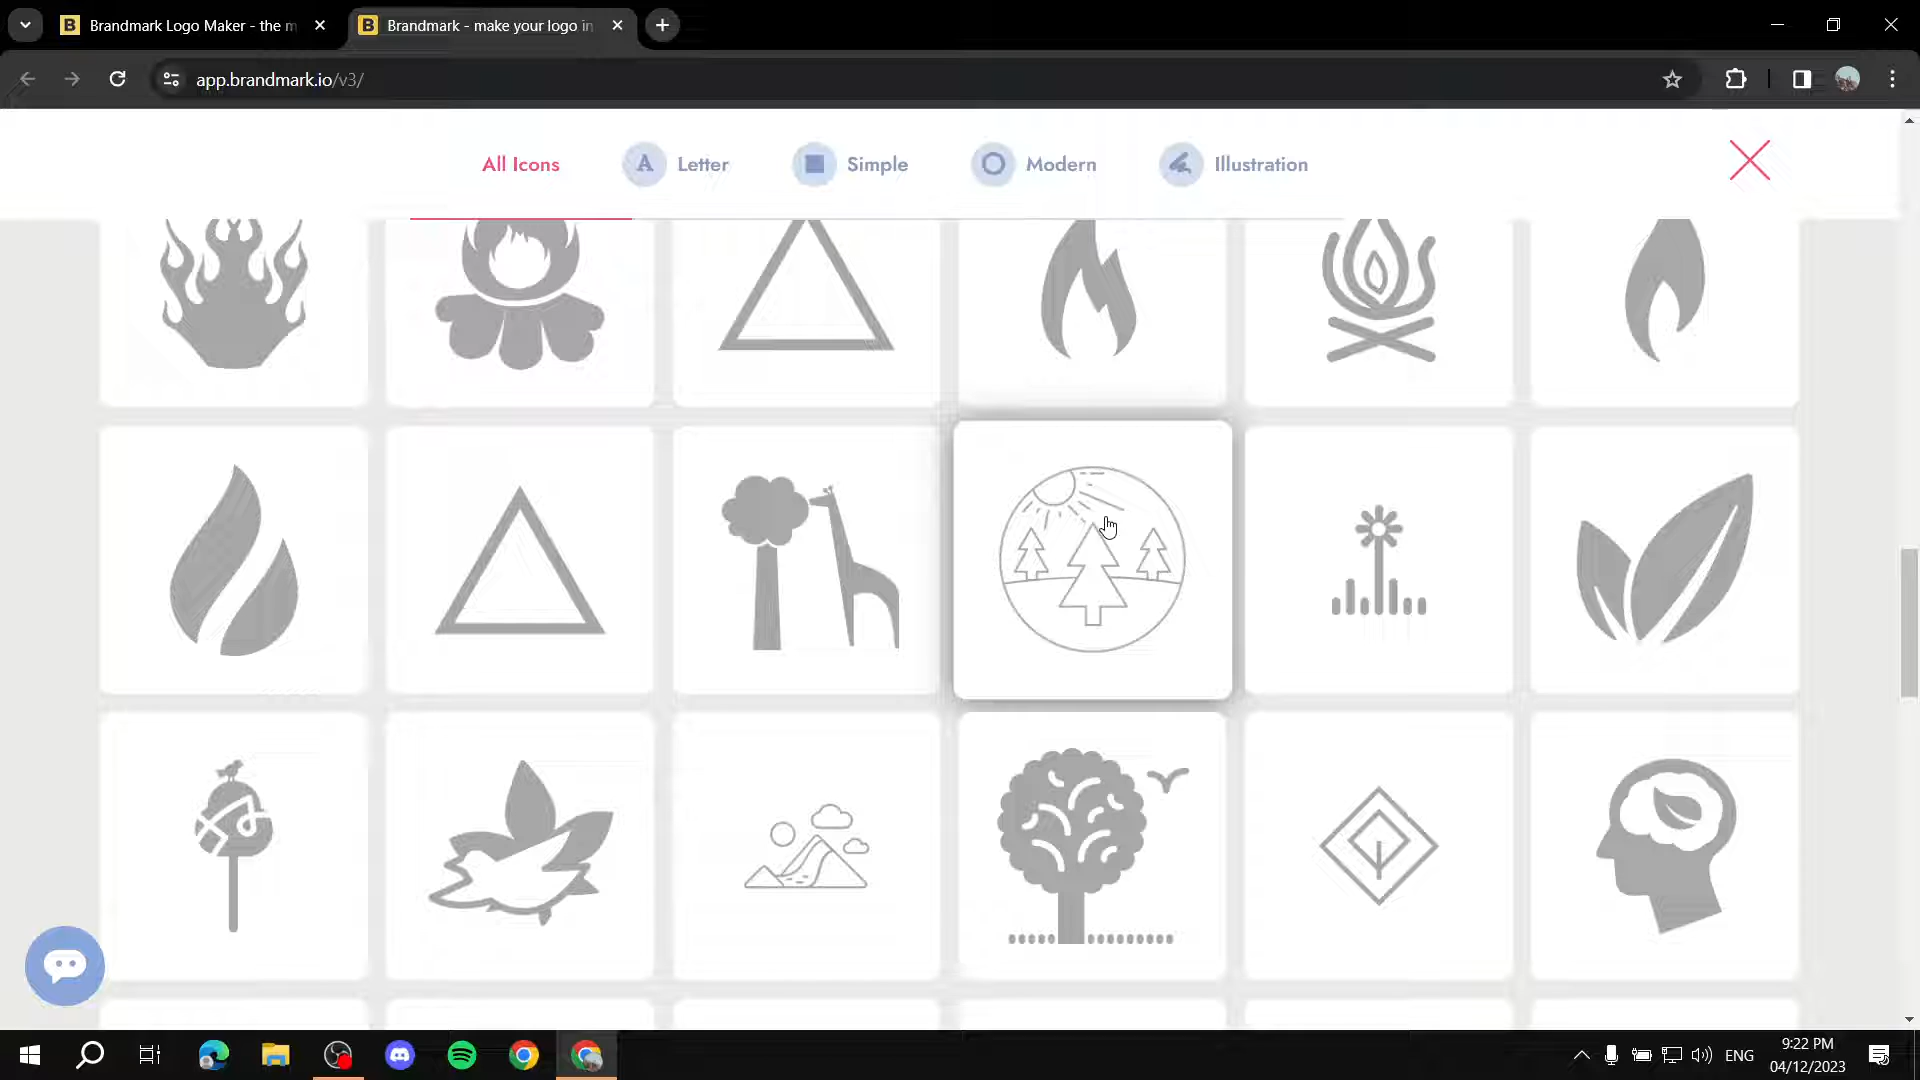 B Brandmark Logo Maker - the m
B Brandmark - make your logo in
app.brandmark.io/v3/
All Icons
A Letter
Simple
Modern
Illustration
ENG
9:22 PM
04/12/2023